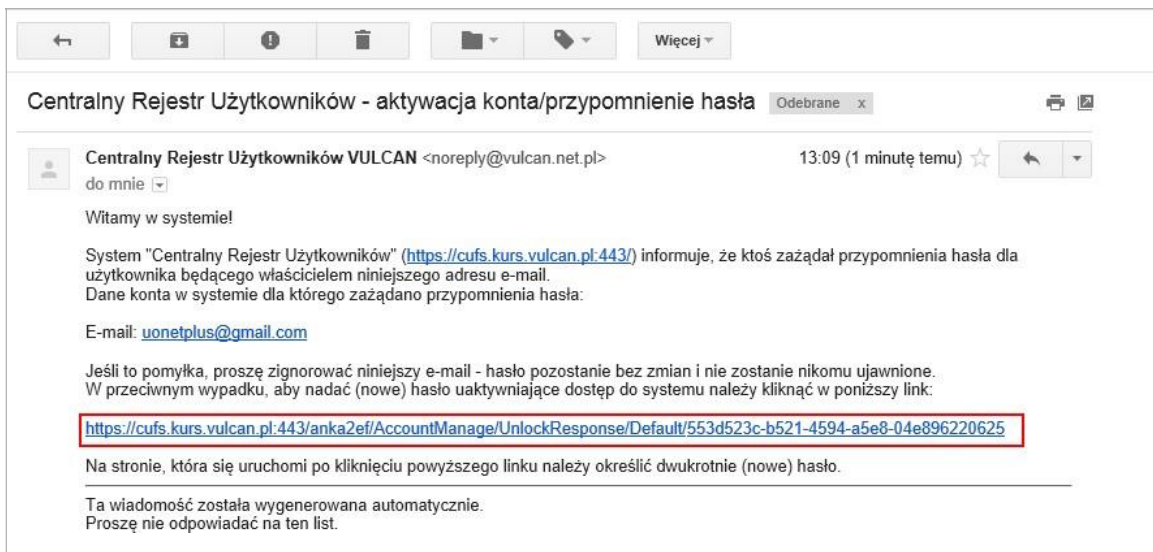 Więcej
Centralny Rejestr Użytkowników - aktywacja konta/przypomnienie hasła Odebrane x
Centralny Rejestr Użytkowników VULCAN <noreply@vulcan.net.pl> 13:09 (1 minutę temu)
do mnie
Witamy w systemie!
System "Centralny Rejestr Użytkowników" (https://cufs.kurs.vulcan.pl:443/) informuje, że ktoś zażądał przypomnienia hasła dla
użytkownika będącego właścicielem niniejszego adresu e-mail.
Dane konta w systemie dla którego zażądano przypomnienia hasła:
E-mail: uonetplus@gmail.com
Jeśli to pomyłka, proszę zignorować niniejszy e-mail - hasło pozostanie bez zmian i nie zostanie nikomu ujawnione.
W przeciwnym wypadku, aby nadać (nowe) hasło uaktywniające dostęp do systemu należy kliknąć w poniższy link:
https://cufs.kurs.vulcan.pl:443/anka2ef/AccountManage/UnlockResponse/Default/553d523c-b521-4594-a5e8-04e896220625
Na stronie, która się uruchomi po kliknięciu powyższego linku należy określić dwukrotnie (nowe) hasło.
Ta wiadomość została wygenerowana automatycznie.
Proszę nie odpowiadać na ten list.